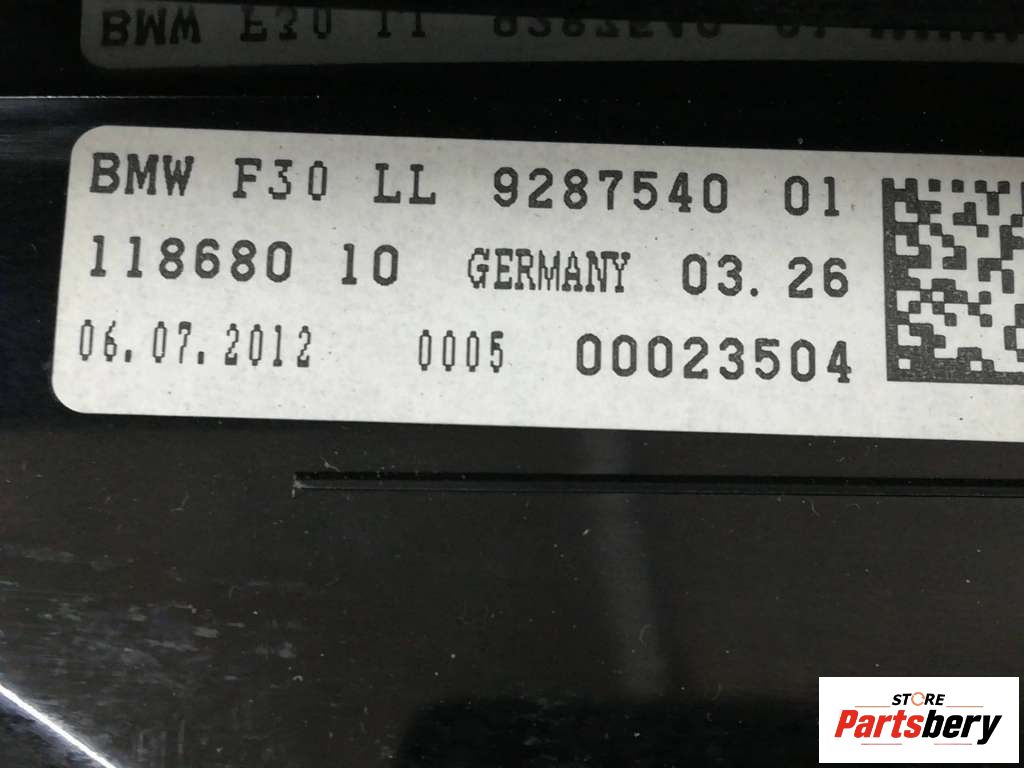 BMW F30 LL 9287540 01
118680 10 GERMANY 03.26
06.07.2012 0005 00023504
STORE
Partsbery